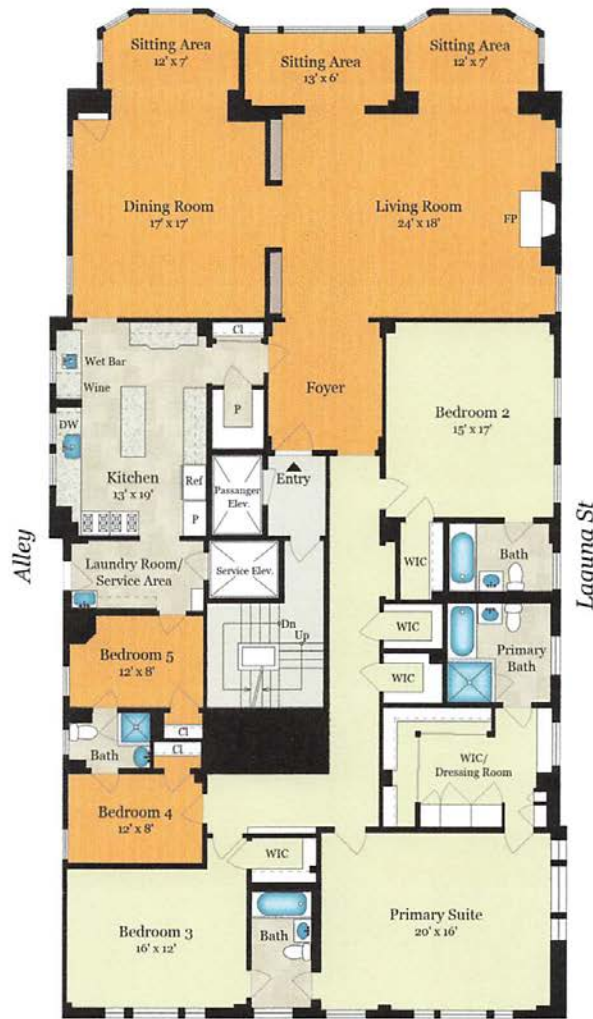 Sitting Area
12' x 7'
Sitting Area
13' x 6'
Sitting Area
12' x 7'
Dining Room
17' x 17'
Living Room
24' x 18'
FP
Cl
Wet Bar
Wine
Foyer
P
DW
Kitchen
13' x 19'
Ref
P
Passanger
Elev.
Entry
Bedroom 2
15' x 17'
Alley
Laguna St
Laundry Room/
Service Area
Service Elev.
WIC
Bath
Dn
Up
WIC
Primary
Bath
WIC
Bedroom 5
12' x 8'
Cl
Cl
Bath
WIC/
Dressing Room
Bedroom 4
12' x 8'
WIC
Bedroom 3
16' x 12'
Bath
Primary Suite
20' x 16'